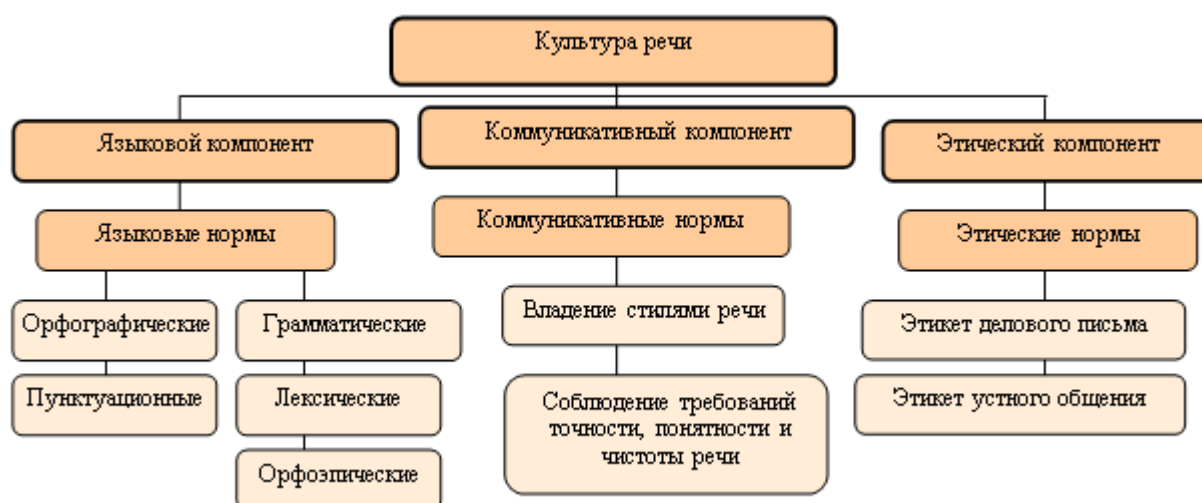 Культура речи
Языковой компонент
Коммуникативный компонент
Этический компонент
Языковые нормы
Коммуникативные нормы
Этические нормы
Орфографические
Грамматические
Владение стилями речи
Этикет делового письма
Пунктуационные
Лексические
Соблюдение требований
точности, понятности и
чистоты речи
Этикет устного общения
Орфоэпические